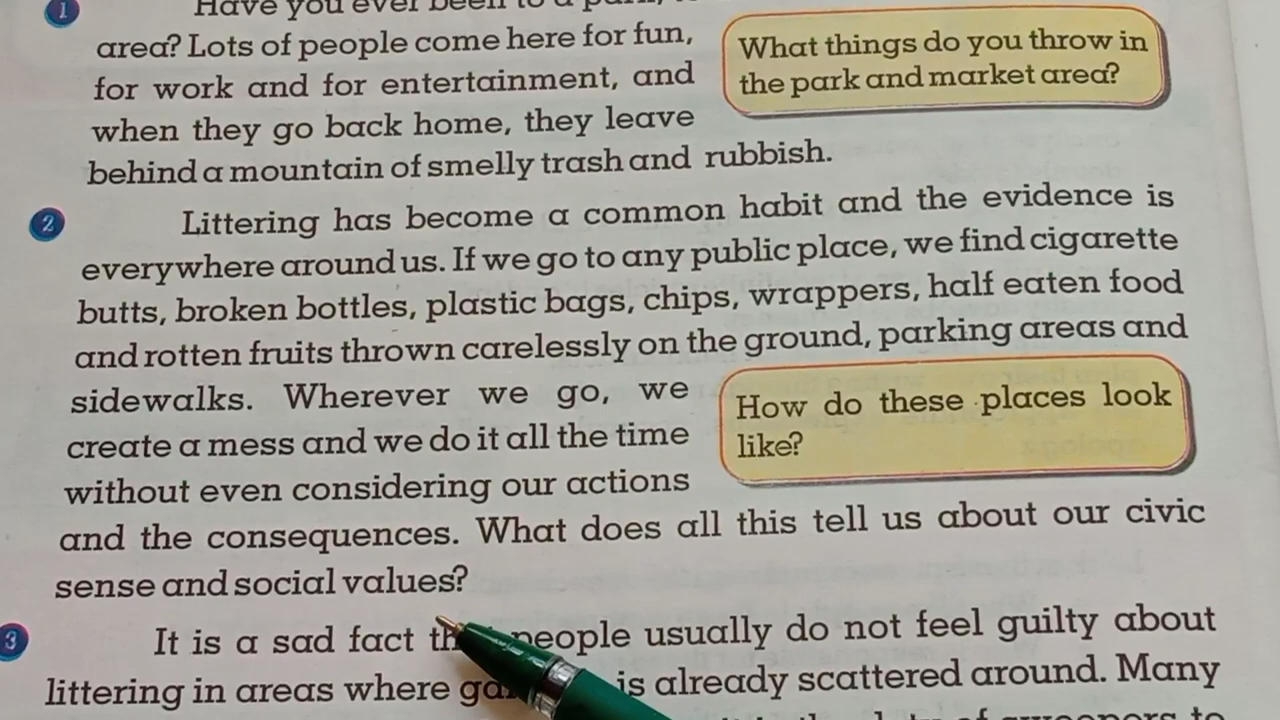 1 Have you ever been to a
area? Lots of people come here for fun,
for work and for entertainment, and
when they go back home, they leave
behind a mountain of smelly trash and rubbish.
What things do you throw in
the park and market area?
2 Littering has become a common habit and the evidence is
everywhere around us. If we go to any public place, we find cigarette
butts, broken bottles, plastic bags, chips, wrappers, half eaten food
and rotten fruits thrown carelessly on the ground, parking areas and
sidewalks. Wherever we go, we
create a mess and we do it all the time
without even considering our actions
and the consequences. What does all this tell us about our civic
sense and social values?
How do these places look
like?
3 It is a sad fact people usually do not feel guilty about
littering in areas where is already scattered around. Many